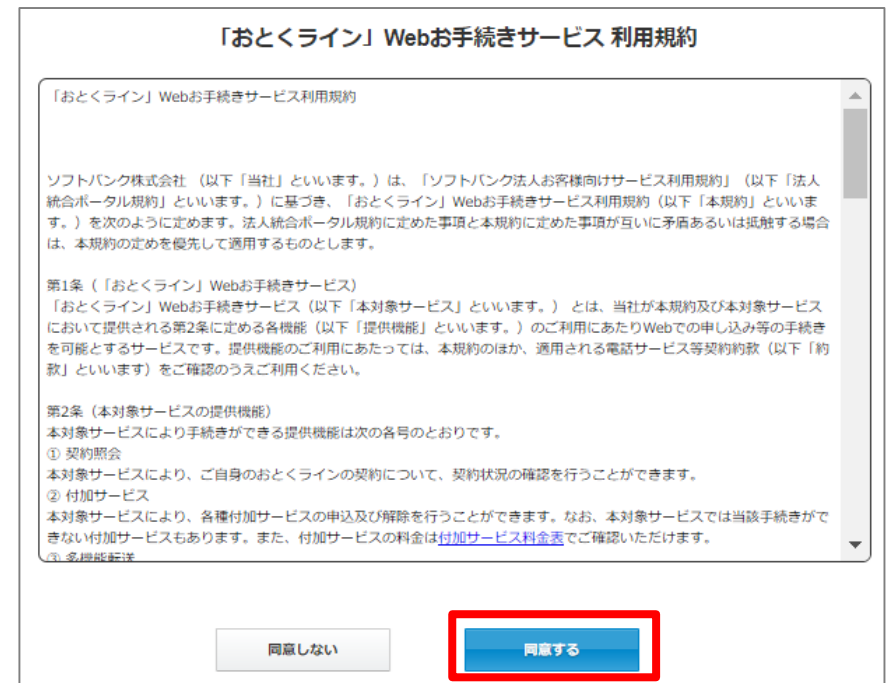 「おとくライン」Webお手続きサービス 利用規約
「おとくライン」Webお手続きサービス利用規約
ソフトバンク株式会社 （以下「当社」といいます。）は、「ソフトバンク法人お客様向けサービス利用規約」（以下「法人
統合ポータル規約」といいます。）に基づき、「おとくライン」Webお手続きサービス利用規約（以下「本規約」といいま
す。）を次のように定めます。法人統合ポータル規約に定めた事項と本規約に定めた事項が互いに矛盾あるいは抵触する場合
は、本規約の定めを優先して適用するものとします。
第1条（「おとくライン」Webお手続きサービス）
「おとくライン」Webお手続きサービス（以下「本対象サービス」といいます。） とは、当社が本規約及び本対象サービス
において提供される第2条に定める各機能（以下「提供機能」といいます。）のご利用にあたりWebでの申し込み等の手続き
を可能とするサービスです。提供機能のご利用にあたっては、本規約のほか、適用される電話サービス等契約約款（以下「約
款」といいます）をご確認のうえご利用ください。
第2条（本対象サービスの提供機能）
本対象サービスにより手続きができる提供機能は次の各号のとおりです。
① 契約照会
本対象サービスにより、ご自身のおとくラインの契約について、契約状況の確認を行うことができます。
② 付加サービス
本対象サービスにより、各種付加サービスの申込及び解除を行うことができます。なお、本対象サービスでは当該手続きがで
きない付加サービスもあります。また、付加サービスの料金は付加サービス料金表でご確認いただけます。
③ 多機能転送
同意しない
同意する